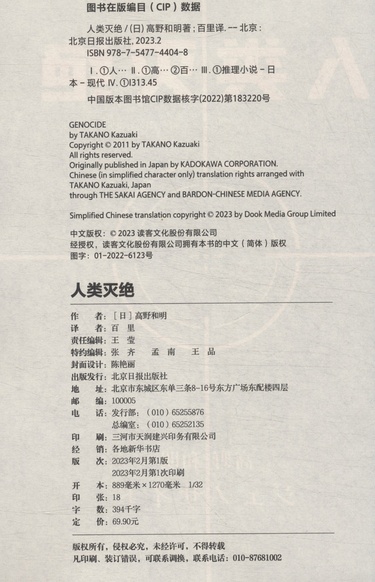 图书在版编目（CIP）数据
人类灭绝/(日)高野和明著；百里译. -- 北京：
北京日报出版社，2023.2
ISBN 978-7-5477-4404-8
Ⅰ.①人… Ⅱ.①高… ②百… Ⅲ.①推理小说－日
本－现代 Ⅳ.①I313.45
中国版本图书馆CIP数据核字(2022)第183220号
GENOCIDE
by TAKANO Kazuaki
Copyright © 2011 by TAKANO Kazuaki
All rights reserved.
Originally published in Japan by KADOKAWA CORPORATION.
Chinese (in simplified character only) translation rights arranged with
TAKANO Kazuaki, Japan
through THE SAKAI AGENCY and BARDON-CHINESE MEDIA AGENCY.
Simplified Chinese translation copyright © 2023 by Dook Media Group Limited
中文版权：© 2023 读客文化股份有限公司
经授权，读客文化股份有限公司拥有本书的中文（简体）版权
图字：01-2022-6123号
人类灭绝
作 者：［日］高野和明
译 者：百 里
责任编辑：王 莹
特约编辑：张 齐 孟 南 王 品
封面设计：陈艳丽
出版发行：北京日报出版社
地 址：北京市东城区东单三条8-16号东方广场东配楼四层
邮 编：100005
电 话：发行部：（010）65255876
总编室：（010）65252135
印 刷：三河市天润建兴印务有限公司
经 销：各地新华书店
版 次：2023年2月第1版
2023年2月第1次印刷
开 本：889毫米×1270毫米 1/32
印 张：18
字 数：394千字
定 价：69.90元
版权所有，侵权必究，未经许可，不得转载
凡印刷、装订错误，可联系调换，联系电话：010-87681002